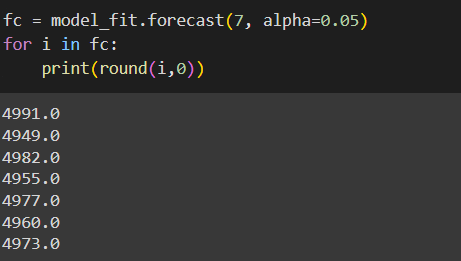 fc = model_fit.forecast(7, alpha=0.05)
for i in fc:
    print(round(i,0))
4991.0
4949.0
4982.0
4955.0
4977.0
4960.0
4973.0